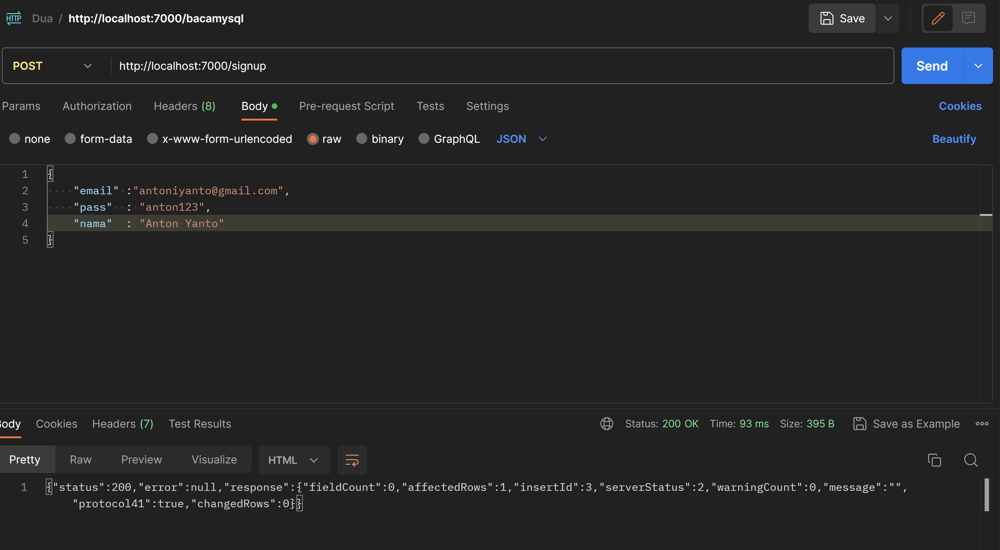 HTTP Dua / http://localhost:7000/bacamysql Save
POST http://localhost:7000/signup Send
Params Authorization Headers (8) Body Pre-request Script Tests Settings Cookies
none form-data x-www-form-urlencoded raw binary GraphQL JSON Beautify
1 {
2 "email" :"antoniyanto@gmail.com",
3 "pass" : "anton123",
4 "nama" : "Anton Yanto"
5 }
Body Cookies Headers (7) Test Results Status: 200 OK Time: 93 ms Size: 395 B Save as Example
Pretty Raw Preview Visualize HTML
1 {"status":200,"error":null,"response":{"fieldCount":0,"affectedRows":1,"insertId":3,"serverStatus":2,"warningCount":0,"message":"",
"protocol41":true,"changedRows":0}}